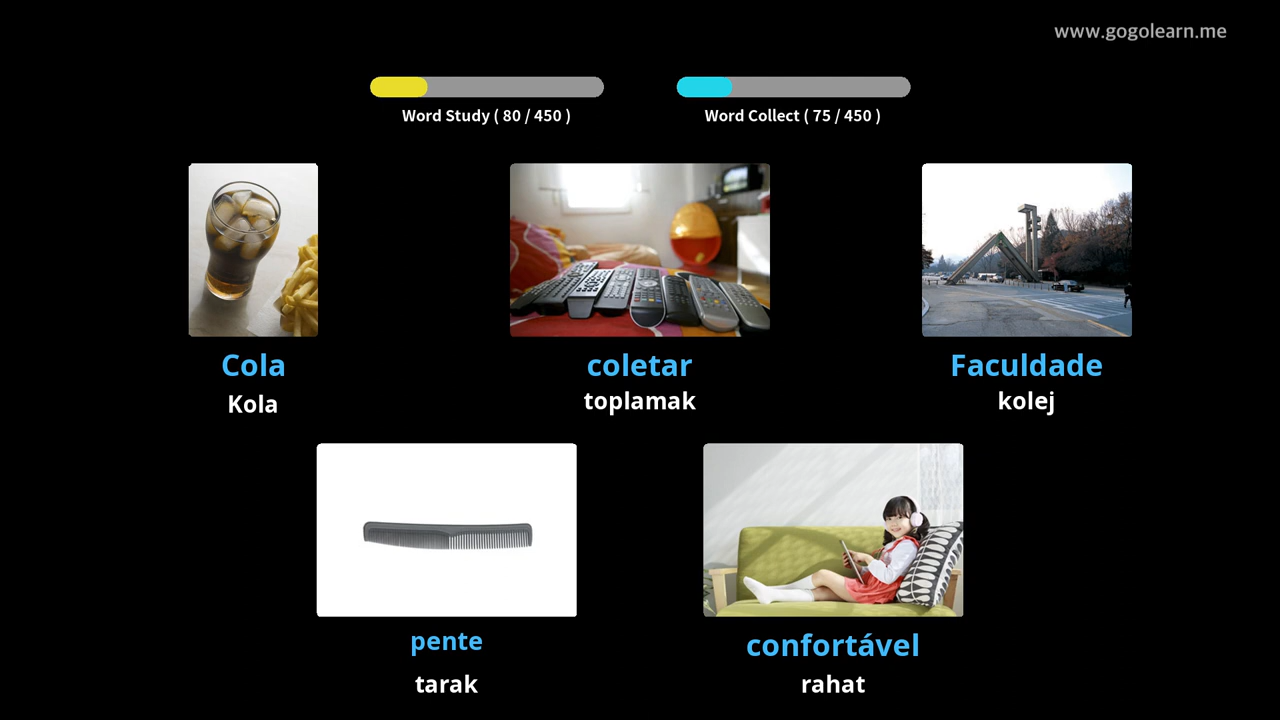 www.gogolearn.me
Word Study ( 80 / 450 )
Word Collect ( 75 / 450 )
Cola
Kola
coletar
toplamak
Faculdade
kolej
pente
tarak
confortável
rahat